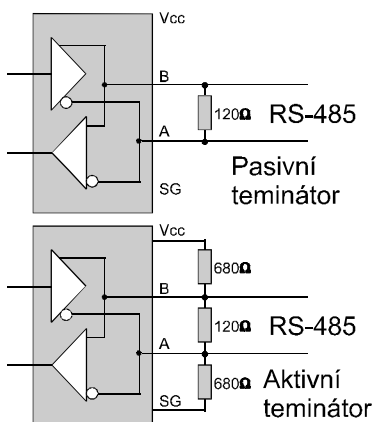 Vcc
B
120Ω RS-485
A
Pasivní
teminátor
SG
Vcc
680Ω
B
120Ω RS-485
A
680Ω Aktivní
SG teminátor